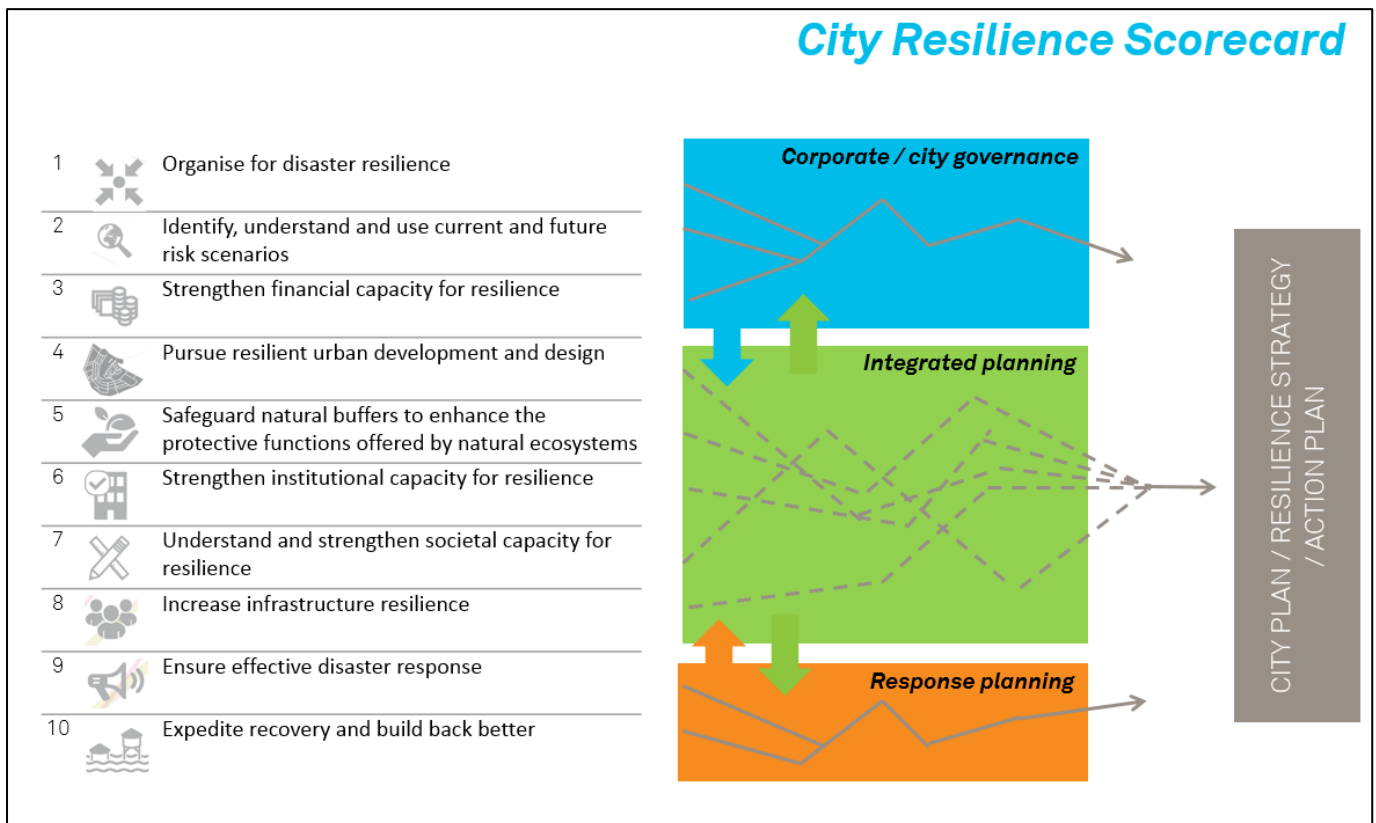 City Resilience Scorecard
1 Organise for disaster resilience
2 Identify, understand and use current and future
risk scenarios
3 Strengthen financial capacity for resilience
4 Pursue resilient urban development and design
5 Safeguard natural buffers to enhance the
protective functions offered by natural ecosystems
6 Strengthen institutional capacity for resilience
7 Understand and strengthen societal capacity for
resilience
8 Increase infrastructure resilience
9 Ensure effective disaster response
10 Expedite recovery and build back better
Corporate / city governance
Integrated planning
Response planning
CITY PLAN / RESILIENCE STRATEGY
/ ACTION PLAN